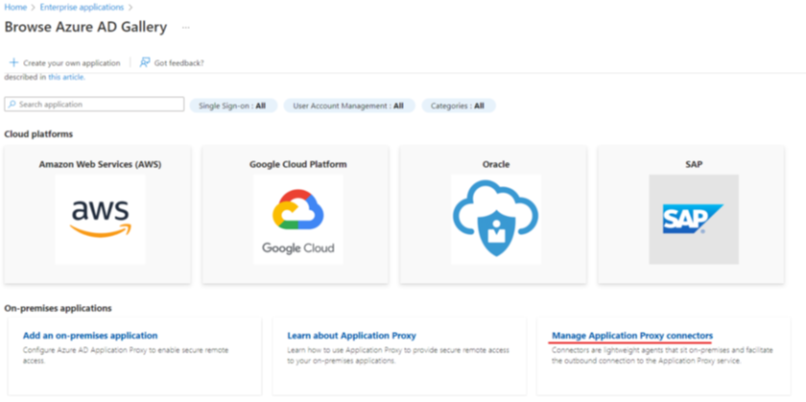 Home > Enterprise applications >
Browse Azure AD Gallery ...
+ Create your own application | Got feedback?
described in this article.
Search application
Single Sign-on : All
User Account Management : All
Categories : All
Cloud platforms
Amazon Web Services (AWS)
Google Cloud Platform
Oracle
SAP
aws
Google Cloud
SAP
On-premises applications
Add an on-premises application
Configure Azure AD Application Proxy to enable secure remote
access.
Learn about Application Proxy
Learn how to use Application Proxy to provide secure remote access
to your on-premises applications.
Manage Application Proxy connectors
Connectors are lightweight agents that sit on-premises and facilitate
the outbound connection to the Application Proxy service.